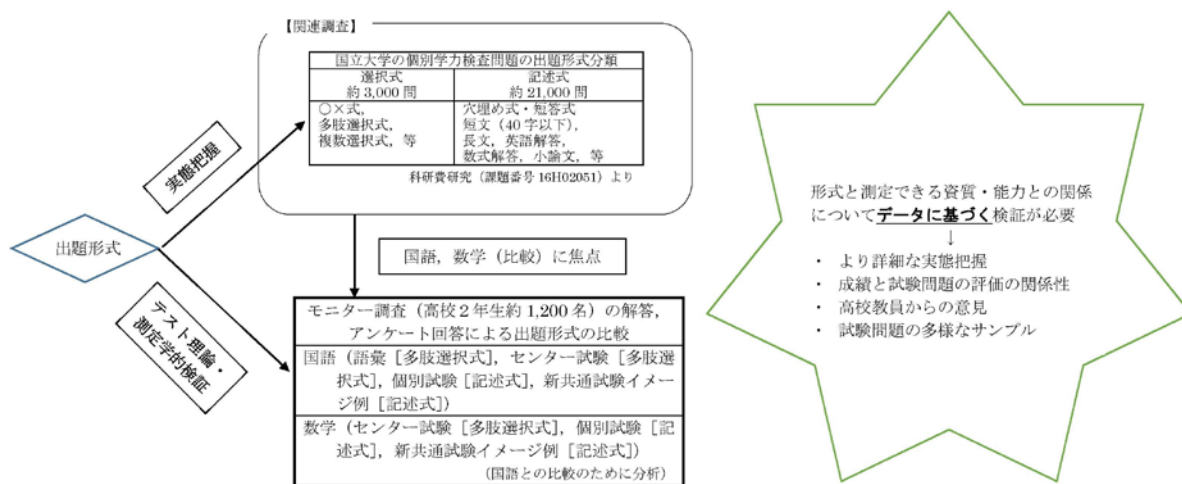 【関連調査】
国立大学の個別学力検査問題の出題形式分類
選択式
約3,000問
記述式
約21,000問
○×式,
多肢選択式,
複数選択式,等
穴埋め式・短答式
短文(40字以下),
長文,英語解答,
数式解答,小論文,等
科研費研究(課題番号16H02051)より
実態把握
出題形式
テスト理論・
測定学的検証
国語,数学(比較)に焦点
モニター調査(高校2年生約1,200名)の解答,
アンケート回答による出題形式の比較
国語(語彙[多肢選択式],センター試験[多肢選
択式],個別試験[記述式],新共通試験イメー
ジ例[記述式])
数学(センター試験[多肢選択式],個別試験[記
述式],新共通試験イメージ例[記述式])
(国語との比較のために分析)
形式と測定できる資質・能力との関係
についてデータに基づく検証が必要
↓
・ より詳細な実態把握
・ 成績と試験問題の評価の関係性
・ 高校教員からの意見
・ 試験問題の多様なサンプル